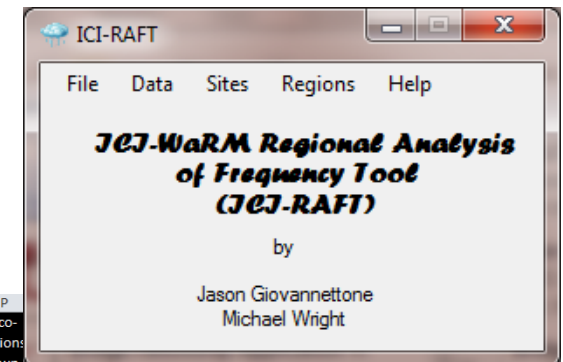 ICI-RAFT
File Data Sites Regions Help
ICI-WaRM Regional Analysis
of Frequency Tool
(ICI-RAFT)
by
Jason Giovannettone
Michael Wright
P
co-